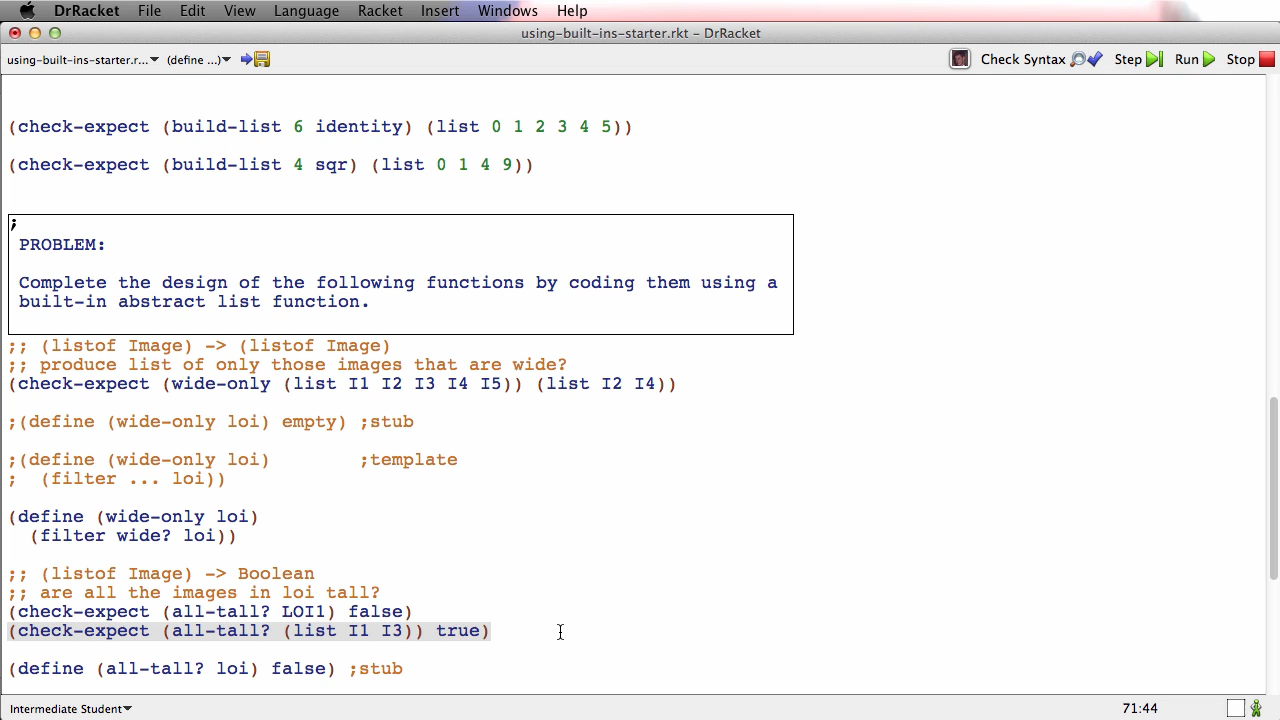 DrRacket File Edit View Language Racket Insert Windows Help
using-built-ins-starter.rkt – DrRacket
using-built-ins-starter.r... (define ...) Check Syntax Step Run Stop
(check-expect (build-list 6 identity) (list 0 1 2 3 4 5))
(check-expect (build-list 4 sqr) (list 0 1 4 9))
;
PROBLEM:
Complete the design of the following functions by coding them using a
built-in abstract list function.
;; (listof Image) -> (listof Image)
;; produce list of only those images that are wide?
(check-expect (wide-only (list I1 I2 I3 I4 I5)) (list I2 I4))
;(define (wide-only loi) empty) ;stub
;(define (wide-only loi) ;template
; (filter ... loi))
(define (wide-only loi)
(filter wide? loi))
;; (listof Image) -> Boolean
;; are all the images in loi tall?
(check-expect (all-tall? LOI1) false)
(check-expect (all-tall? (list I1 I3)) true)
(define (all-tall? loi) false) ;stub
Intermediate Student 71:44